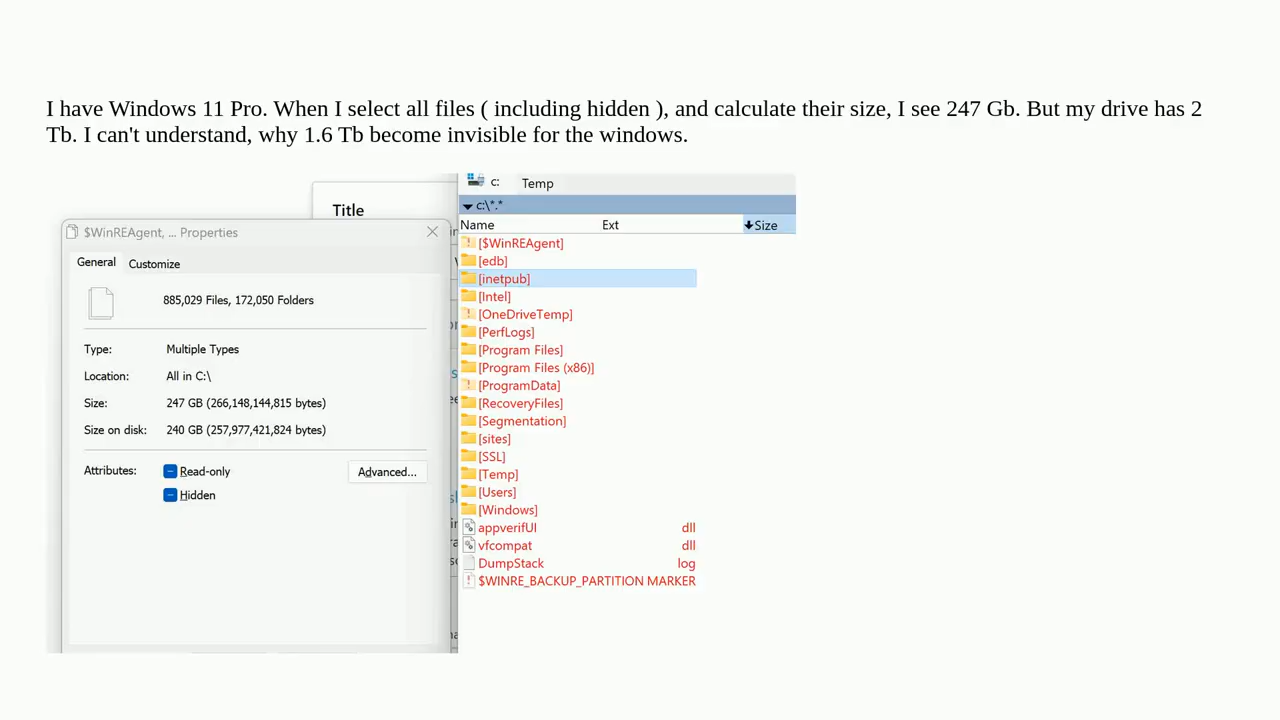 I have Windows 11 Pro. When I select all files ( including hidden ), and calculate their size, I see 247 Gb. But my drive has 2
Tb. I can't understand, why 1.6 Tb become invisible for the windows.
c: Temp
Title
c:\*.*
$WinREAgent, ... Properties
Name Ext Size
General Customize
[$WinREAgent]
[edb]
[inetpub]
885,029 Files, 172,050 Folders
[Intel]
[OneDriveTemp]
[PerfLogs]
Type: Multiple Types
[Program Files]
[Program Files (x86)]
Location: All in C:\
[ProgramData]
Size: 247 GB (266,148,144,815 bytes)
[RecoveryFiles]
[Segmentation]
Size on disk: 240 GB (257,977,421,824 bytes)
[sites]
[SSL]
Attributes: Read-only Advanced...
[Temp]
Hidden
[Users]
[Windows]
appverifUI dll
vfcompat dll
DumpStack log
$WINRE_BACKUP_PARTITION MARKER